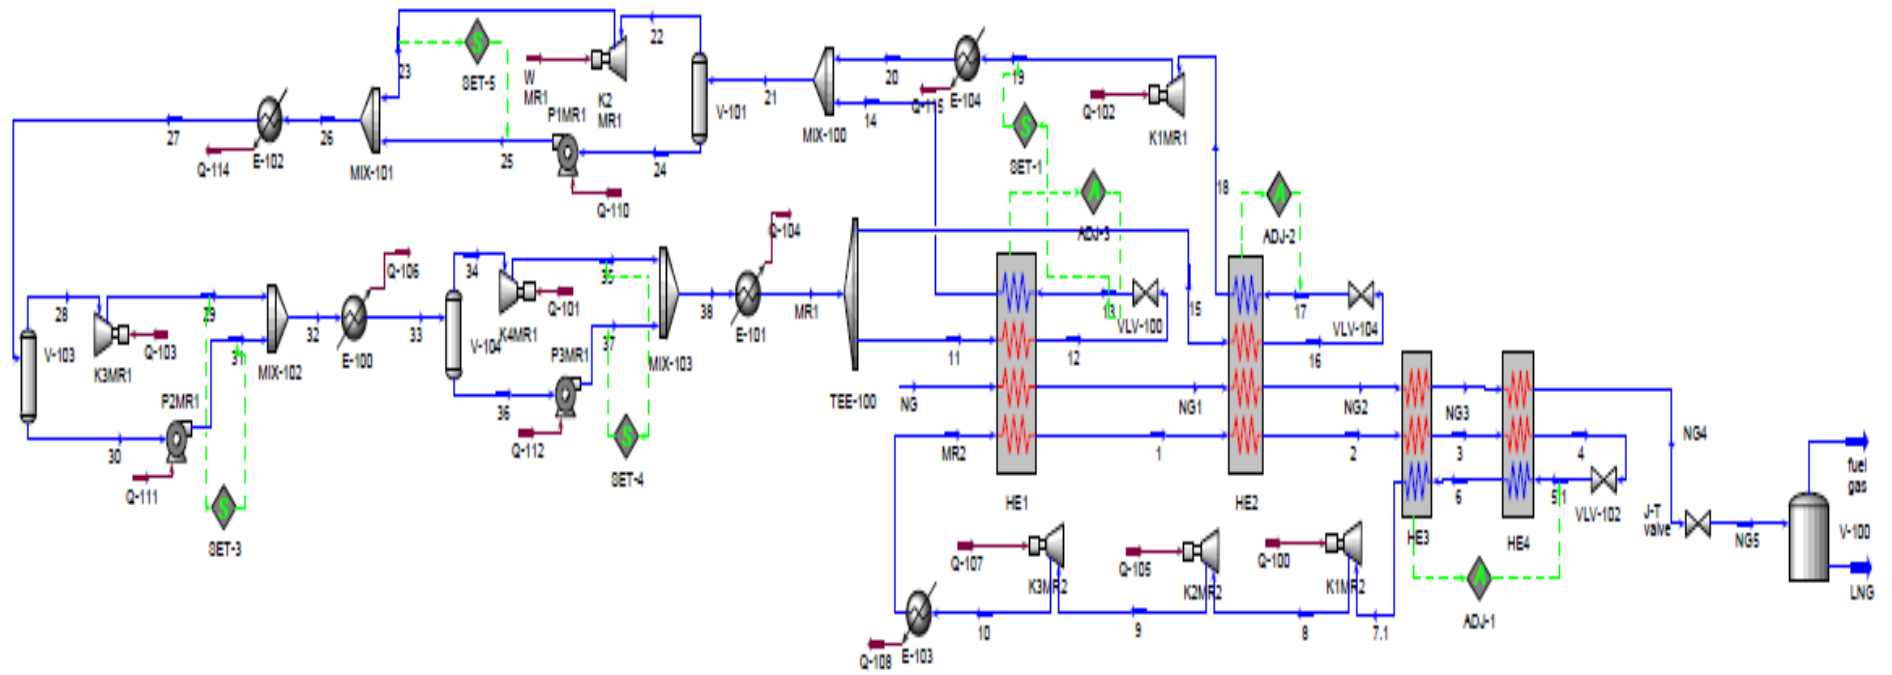 22
23
SET-5
W
MR1
K2
MR1
P1MR1
V-101
21
MIX-100
20
14
Q-115
E-104
19
Q-102
K1MR1
SET-1
27
Q-114
E-102
26
MIX-101
25
24
Q-110
18
ADJ-3
ADJ-2
Q-104
Q-106
34
35
28
29
V-103
K3MR1
Q-103
31
MIX-102
32
E-100
33
V-104
K4MR1
Q-101
37
MIX-103
38
E-101
MR1
P2MR1
P3MR1
36
30
Q-111
Q-112
SET-3
SET-4
TEE-100
11
12
13
VLV-100
15
16
17
VLV-104
NG
NG1
NG2
NG3
NG4
MR2
1
2
3
4
6
5.1
VLV-102
HE1
HE2
HE3
HE4
J-T
valve
NG5
V-100
fuel
gas
LNG
Q-107
K3MR2
Q-105
K2MR2
Q-100
K1MR2
10
9
8
7.1
ADJ-1
Q-108
E-103